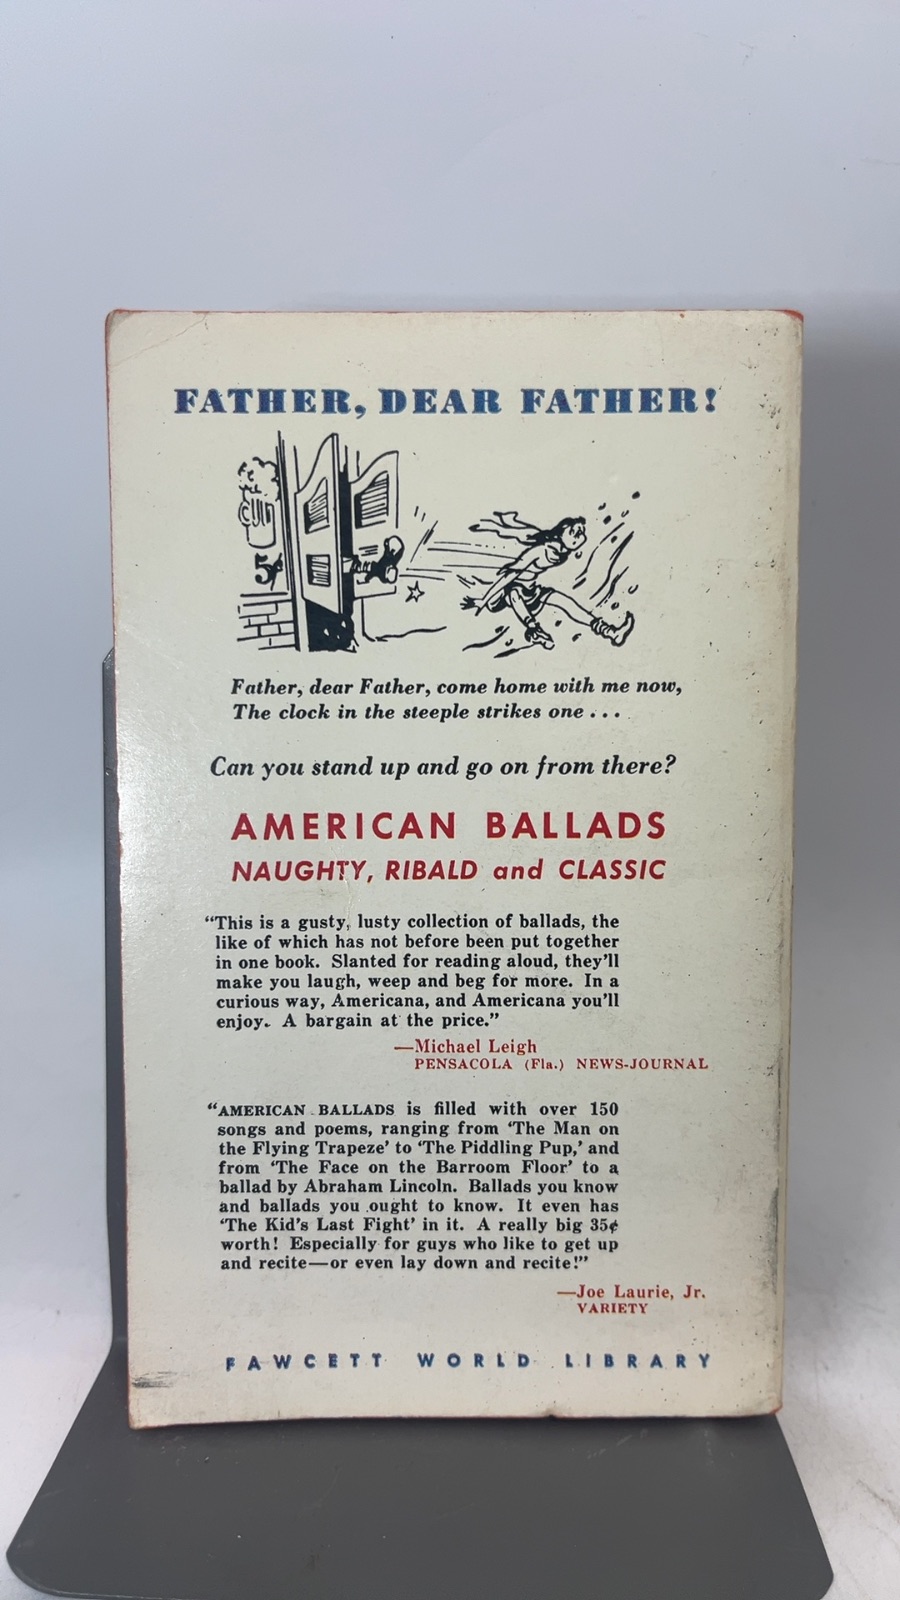 FATHER, DEAR FATHER!
5¢
Father, dear Father, come home with me now,
The clock in the steeple strikes one . . .
Can you stand up and go on from there?
AMERICAN BALLADS
NAUGHTY, RIBALD and CLASSIC
“This is a gusty, lusty collection of ballads, the
like of which has not before been put together
in one book. Slanted for reading aloud, they’ll
make you laugh, weep and beg for more. In a
curious way, Americana, and Americana you’ll
enjoy. A bargain at the price.”
—Michael Leigh
PENSACOLA (Fla.) NEWS-JOURNAL
“AMERICAN BALLADS is filled with over 150
songs and poems, ranging from ‘The Man on
the Flying Trapeze’ to ‘The Piddling Pup,’ and
from ‘The Face on the Barroom Floor’ to a
ballad by Abraham Lincoln. Ballads you know
and ballads you ought to know. It even has
‘The Kid’s Last Fight’ in it. A really big 35¢
worth! Especially for guys who like to get up
and recite—or even lay down and recite!”
—Joe Laurie, Jr.
VARIETY
FAWCETT WORLD LIBRARY